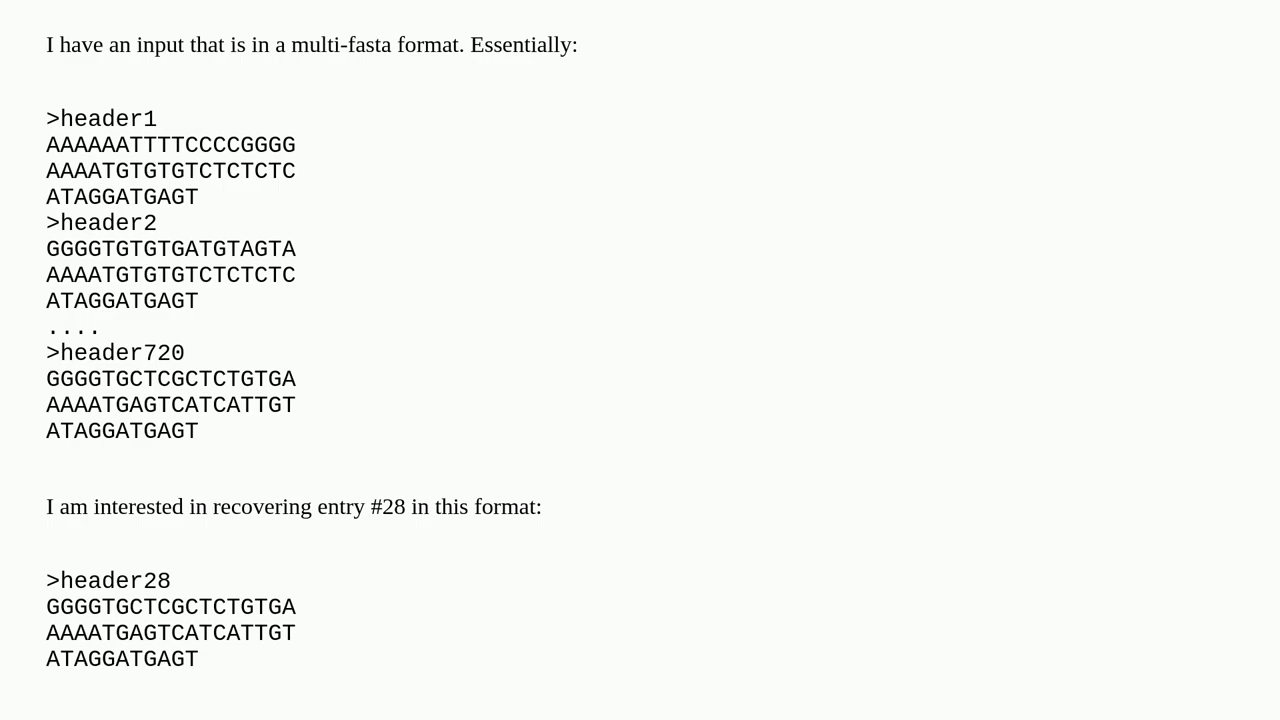 I have an input that is in a multi-fasta format. Essentially:
>header1
AAAAAATTTTCCCCGGGG
AAAATGTGTGTCTCTCTC
ATAGGATGAGT
>header2
GGGGTGTGTGATGTAGTA
AAAATGTGTGTCTCTCTC
ATAGGATGAGT
....
>header720
GGGGTGCTCGCTCTGTGA
AAAATGAGTCATCATTGT
ATAGGATGAGT
I am interested in recovering entry #28 in this format:
>header28
GGGGTGCTCGCTCTGTGA
AAAATGAGTCATCATTGT
ATAGGATGAGT